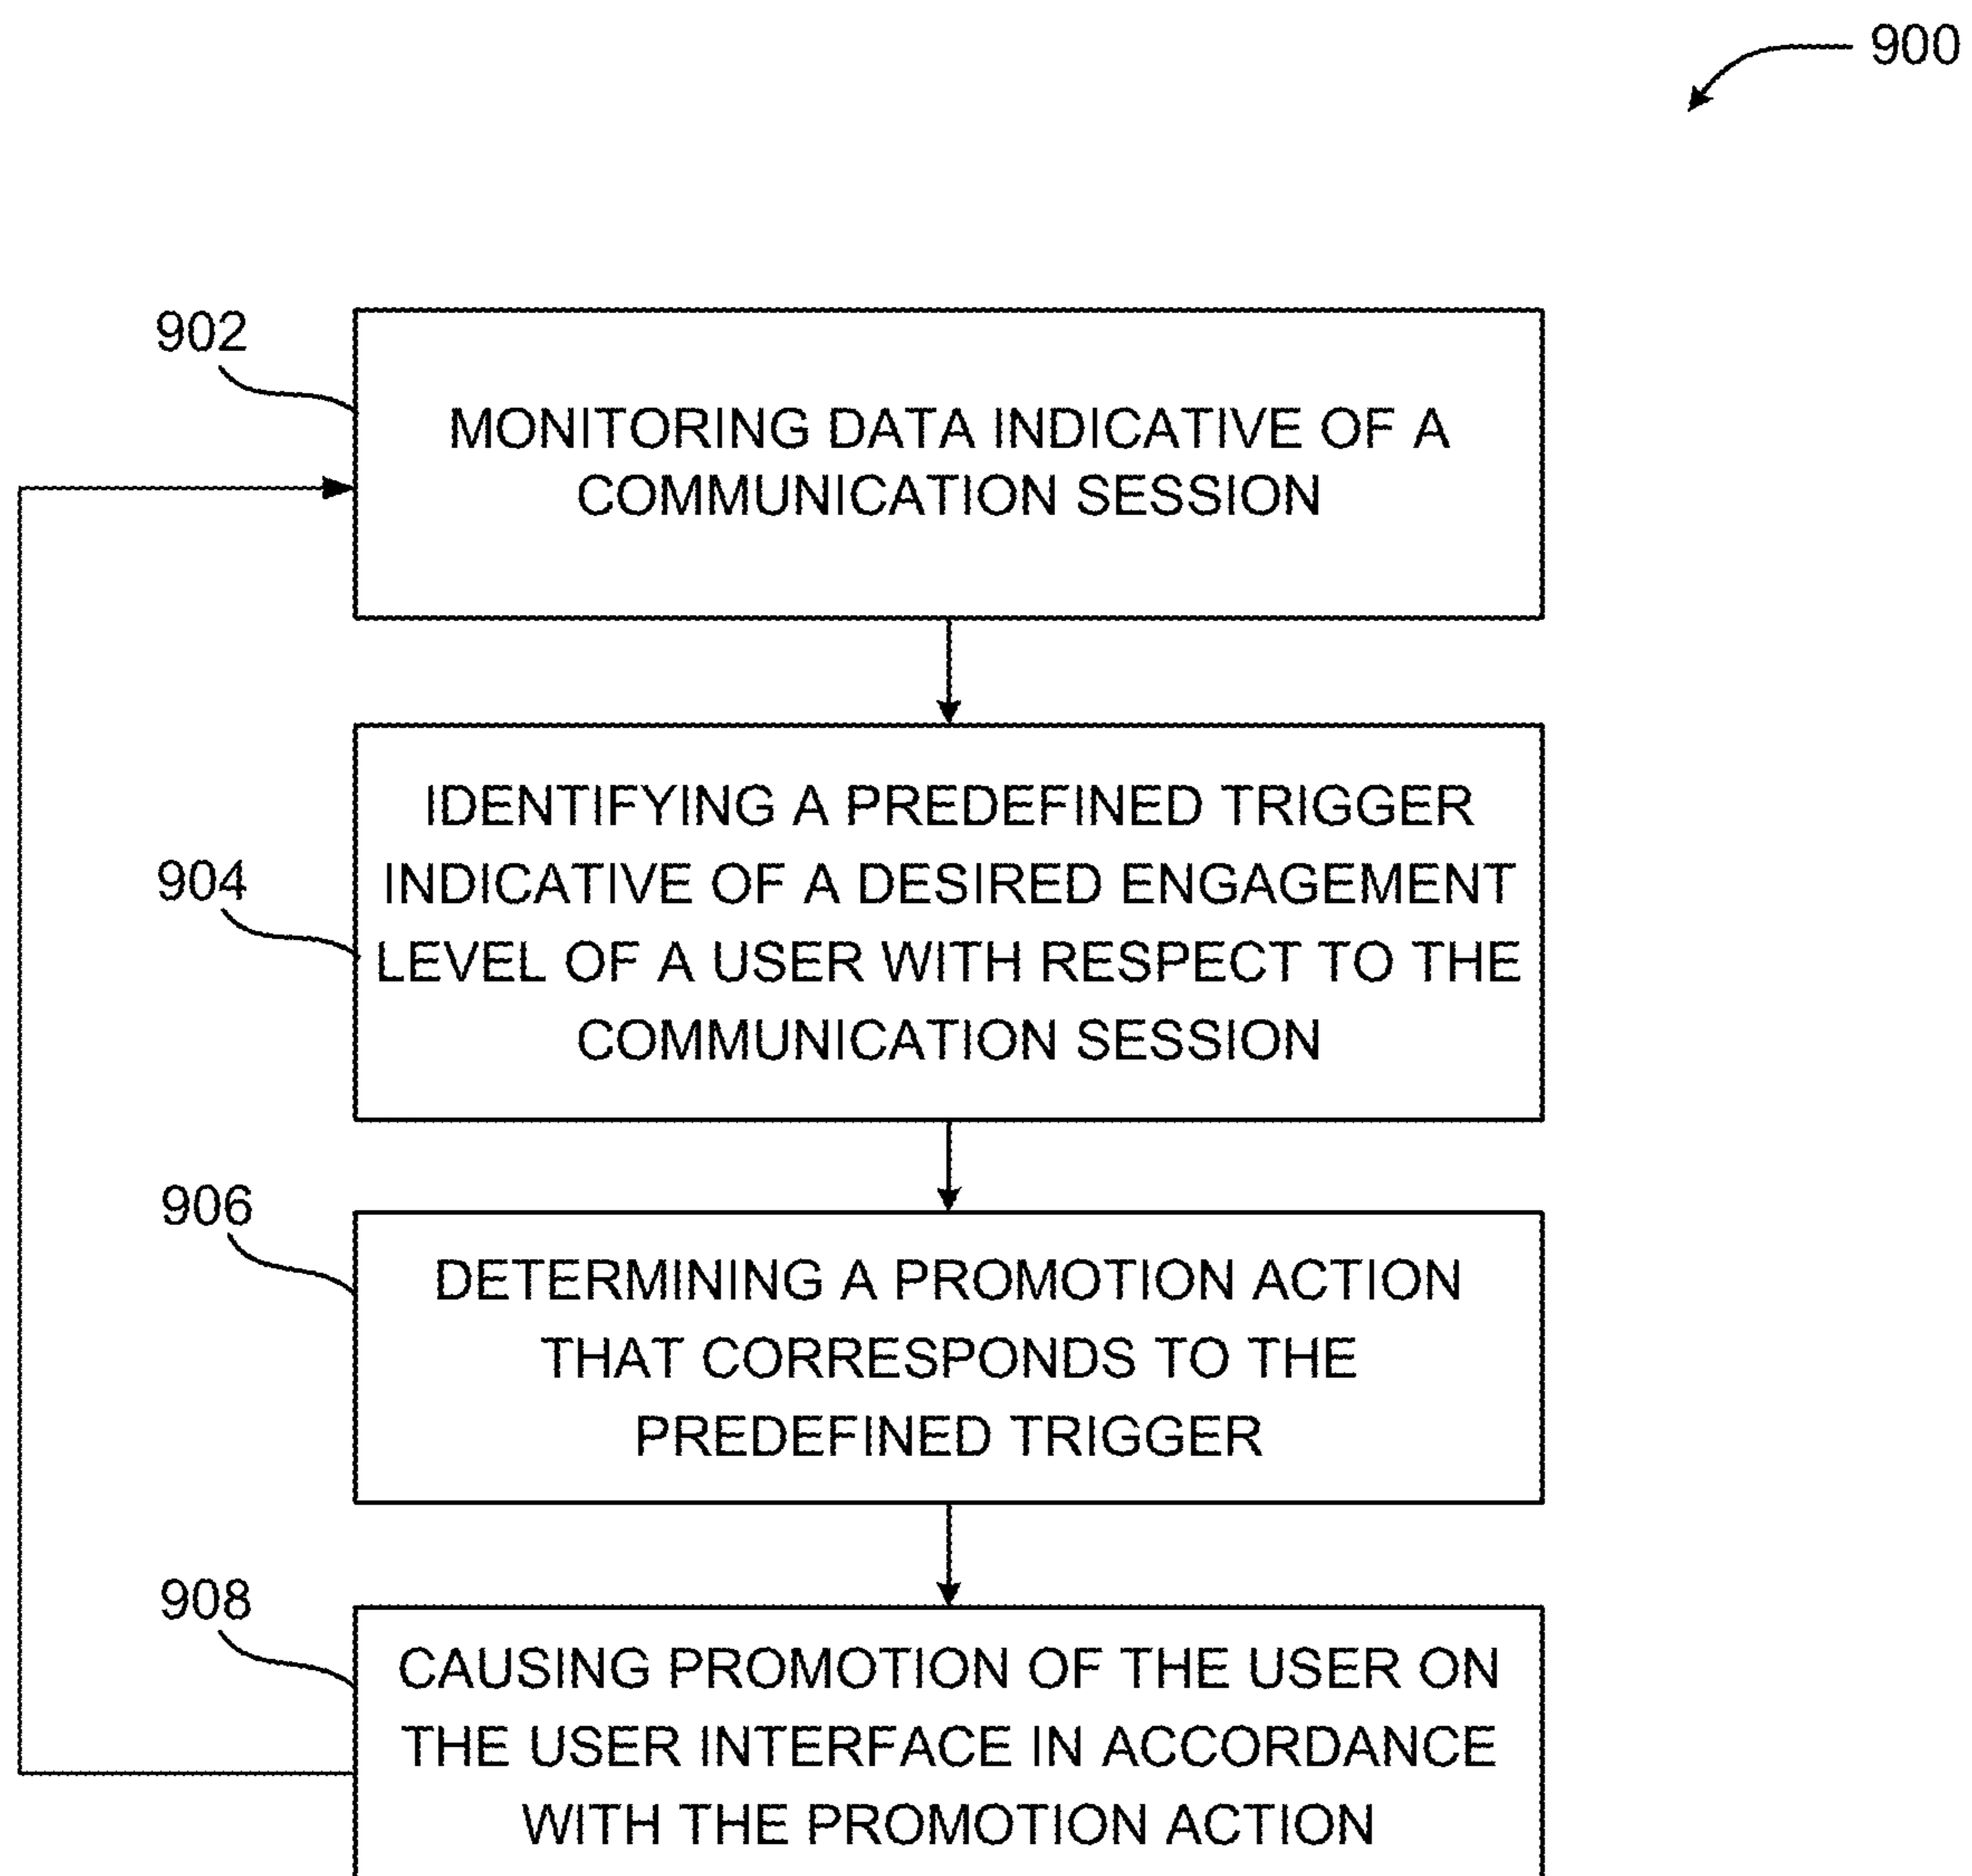 900
902
MONITORING DATA INDICATIVE OF A
COMMUNICATION SESSION
904
IDENTIFYING A PREDEFINED TRIGGER
INDICATIVE OF A DESIRED ENGAGEMENT
LEVEL OF A USER WITH RESPECT TO THE
COMMUNICATION SESSION
906
DETERMINING A PROMOTION ACTION
THAT CORRESPONDS TO THE
PREDEFINED TRIGGER
908
CAUSING PROMOTION OF THE USER ON
THE USER INTERFACE IN ACCORDANCE
WITH THE PROMOTION ACTION